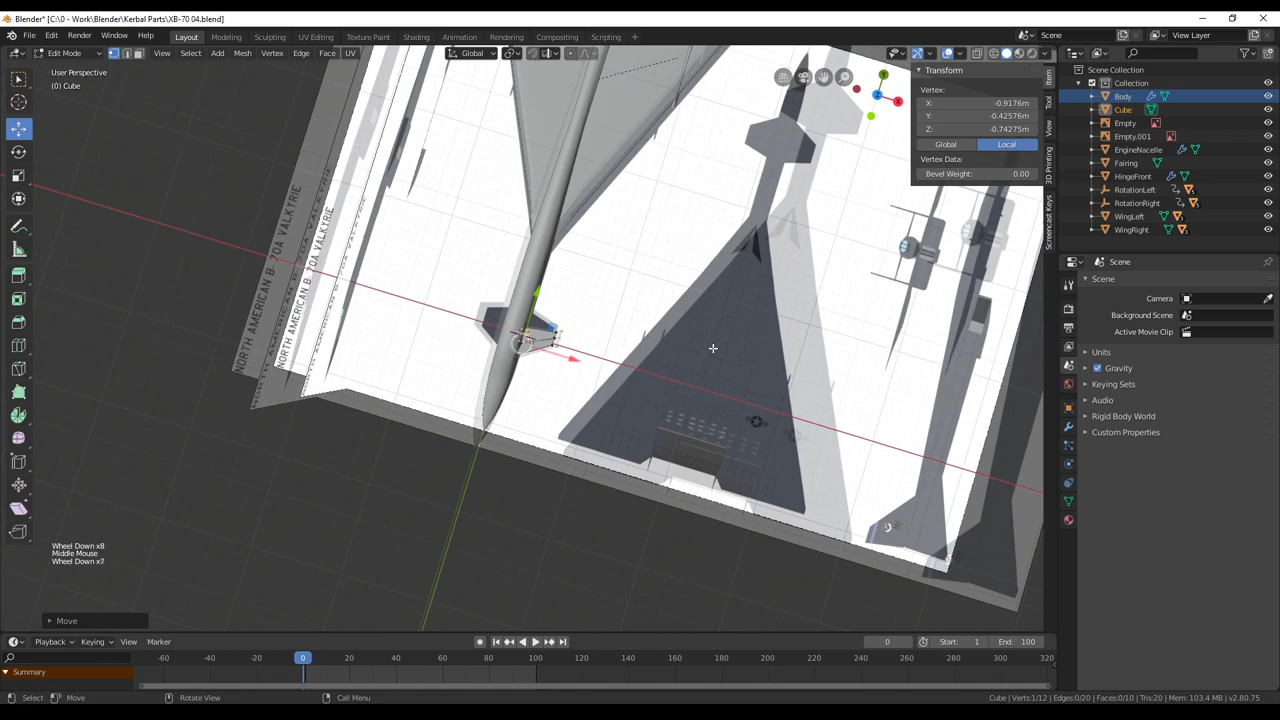 Blender* [C:\0 - Work\Blender\Kerbal Parts\XB-70 04.blend]
File Edit Render Window Help Layout Modeling Sculpting UV Editing Texture Paint Shading Animation Rendering Compositing Scripting + Scene View Layer
Edit Mode View Select Add Mesh Vertex Edge Face UV Global
User Perspective
(0) Cube
Transform
Vertex:
X: -0.9176m
Y: -0.42576m
Z: -0.74275m
Global Local
Vertex Data:
Bevel Weight: 0.00
Item
Tool
View
3D Printing
Screencast Keys
Y
X
Z
Scene Collection
Collection
Body
Cube
Empty
Empty.001
EngineNacelle
Fairing
HingeFront
RotationLeft
RotationRight
WingLeft
WingRight
Scene
Scene
Camera
Background Scene
Active Movie Clip
Units
Gravity
Audio
Keying Sets
Rigid Body World
Custom Properties
NORTH AMERICAN B-70A VALKYRIE
NORTH AMERICAN B-70A VALKYRIE
Wheel Down x8
Middle Mouse
Wheel Down x7
Move
Playback Keying View Marker 0 Start: 1 End: 100
-60 -40 -20 0 20 40 60 80 100 120 140 160 180 200 220 240 260 280 300 320
Summary
Select Move Rotate View Call Menu Cube | Verts:1/12 | Edges:0/20 | Faces:0/10 | Tris:20 | Mem: 103.4 MB | v2.80.75